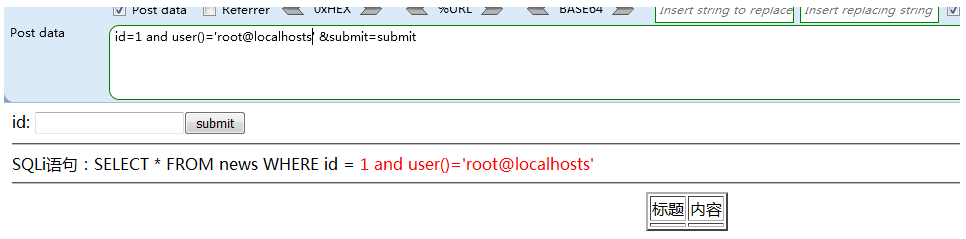 Post data Referrer 0xHEX %URL BASE64 Insert string to replace Insert replacing string
Post data
id=1 and user()='root@localhosts' &submit=submit
id: submit
SQLi语句：SELECT * FROM news WHERE id = 1 and user()='root@localhosts'
标题 内容